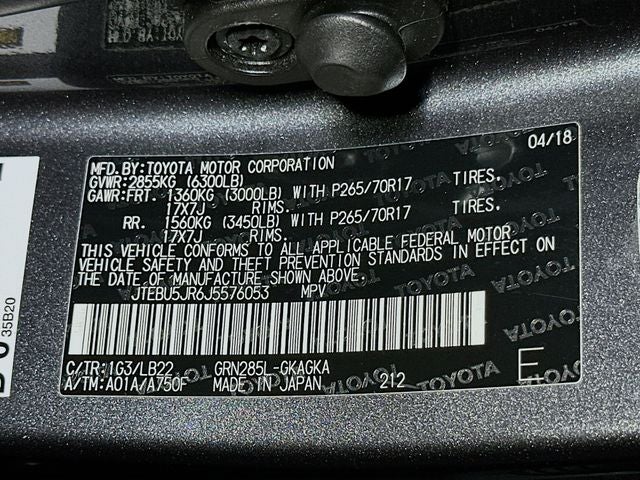 04/18
MFD.BY:TOYOTA MOTOR CORPORATION
GVWR:2855KG (6300LB)
GAWR:FRT. 1360KG (3000LB) WITH P265/70R17 TIRES.
17X7J RIMS.
RR. 1560KG (3450LB) WITH P265/70R17 TIRES.
17X7J RIMS.
THIS VEHICLE CONFORMS TO ALL APPLICABLE FEDERAL MOTOR
VEHICLE SAFETY AND THEFT PREVENTION STANDARDS IN EFFECT ON
THE DATE OF MANUFACTURE SHOWN ABOVE.
JTEBU5JR6J5576053 MPV
C/TR:1G3/LB22 GRN285L-GKAGKA
A/TM:A01A/A750F MADE IN JAPAN 212 E
35B20